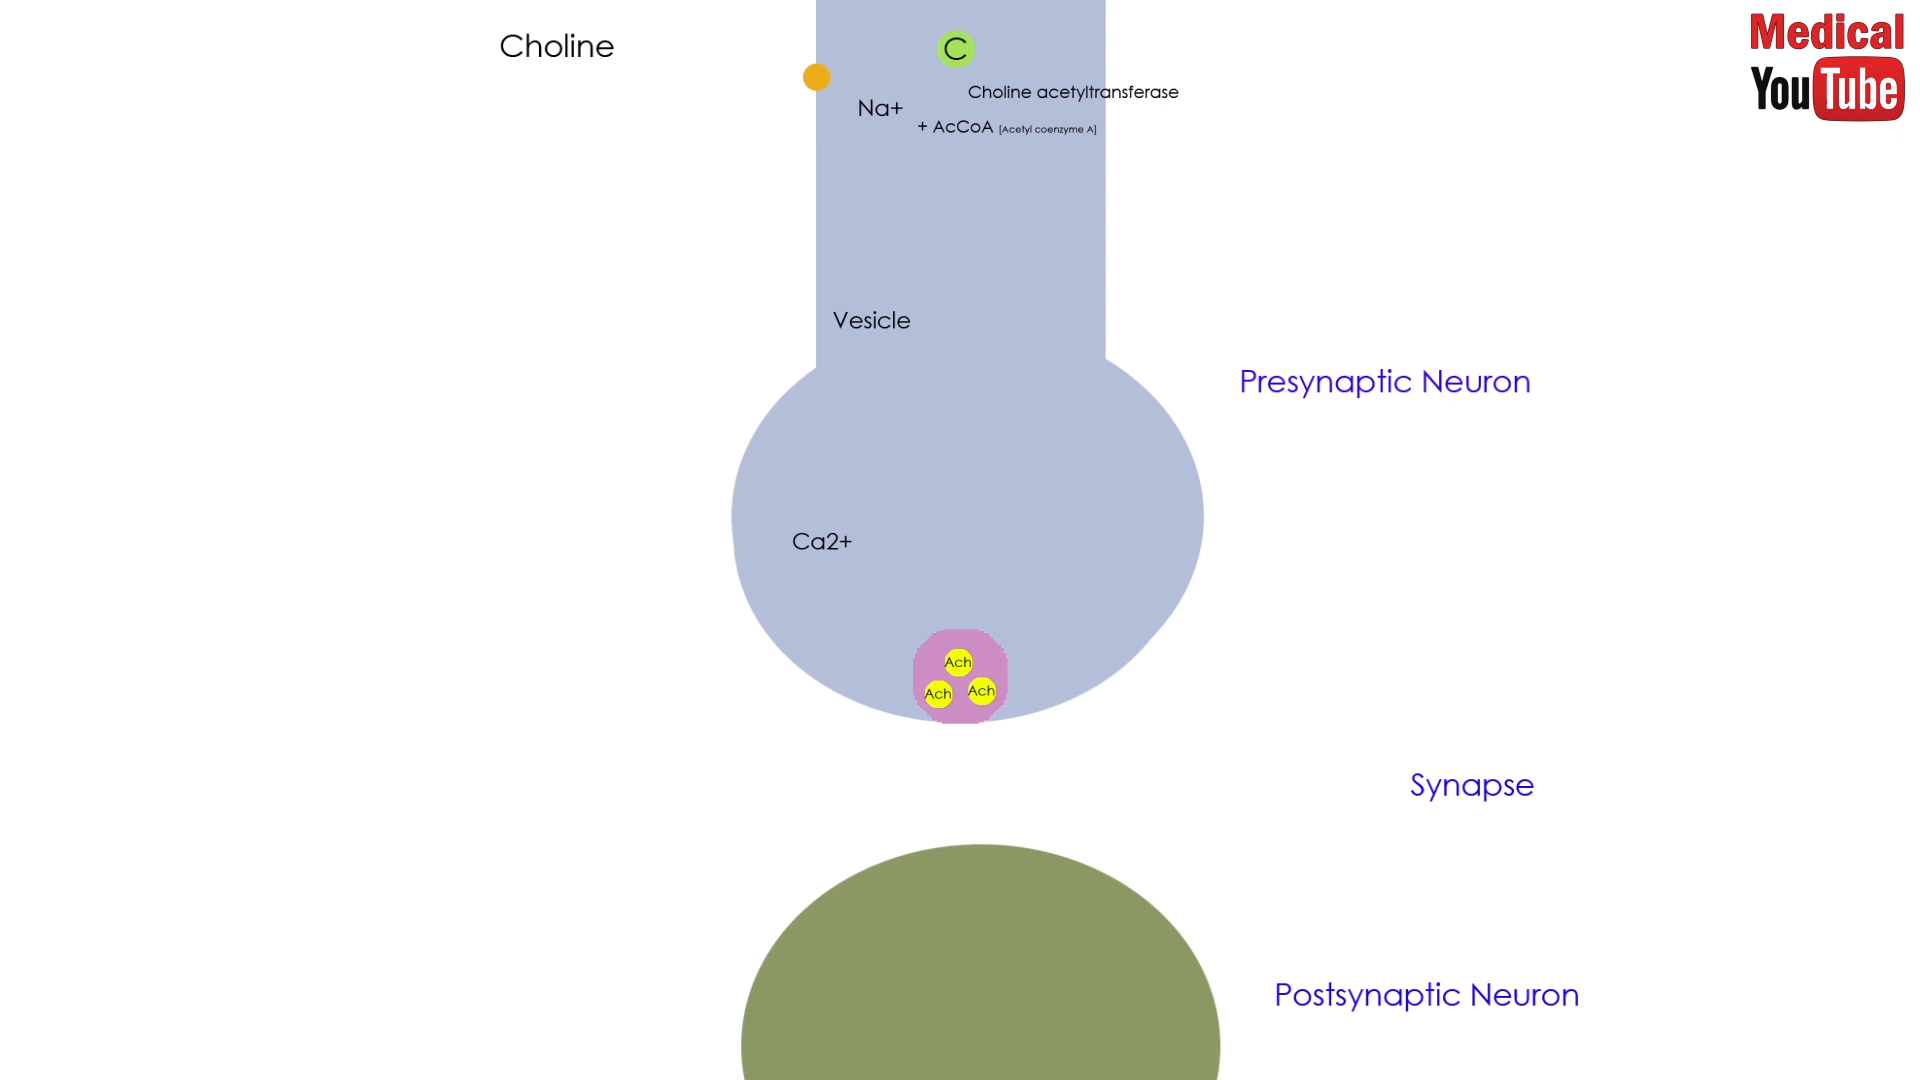 Choline
C
Choline acetyltransferase
Na+
+ AcCoA [Acetyl coenzyme A]
Medical
YouTube
Vesicle
Presynaptic Neuron
Ca2+
Ach
Ach
Ach
Synapse
Postsynaptic Neuron